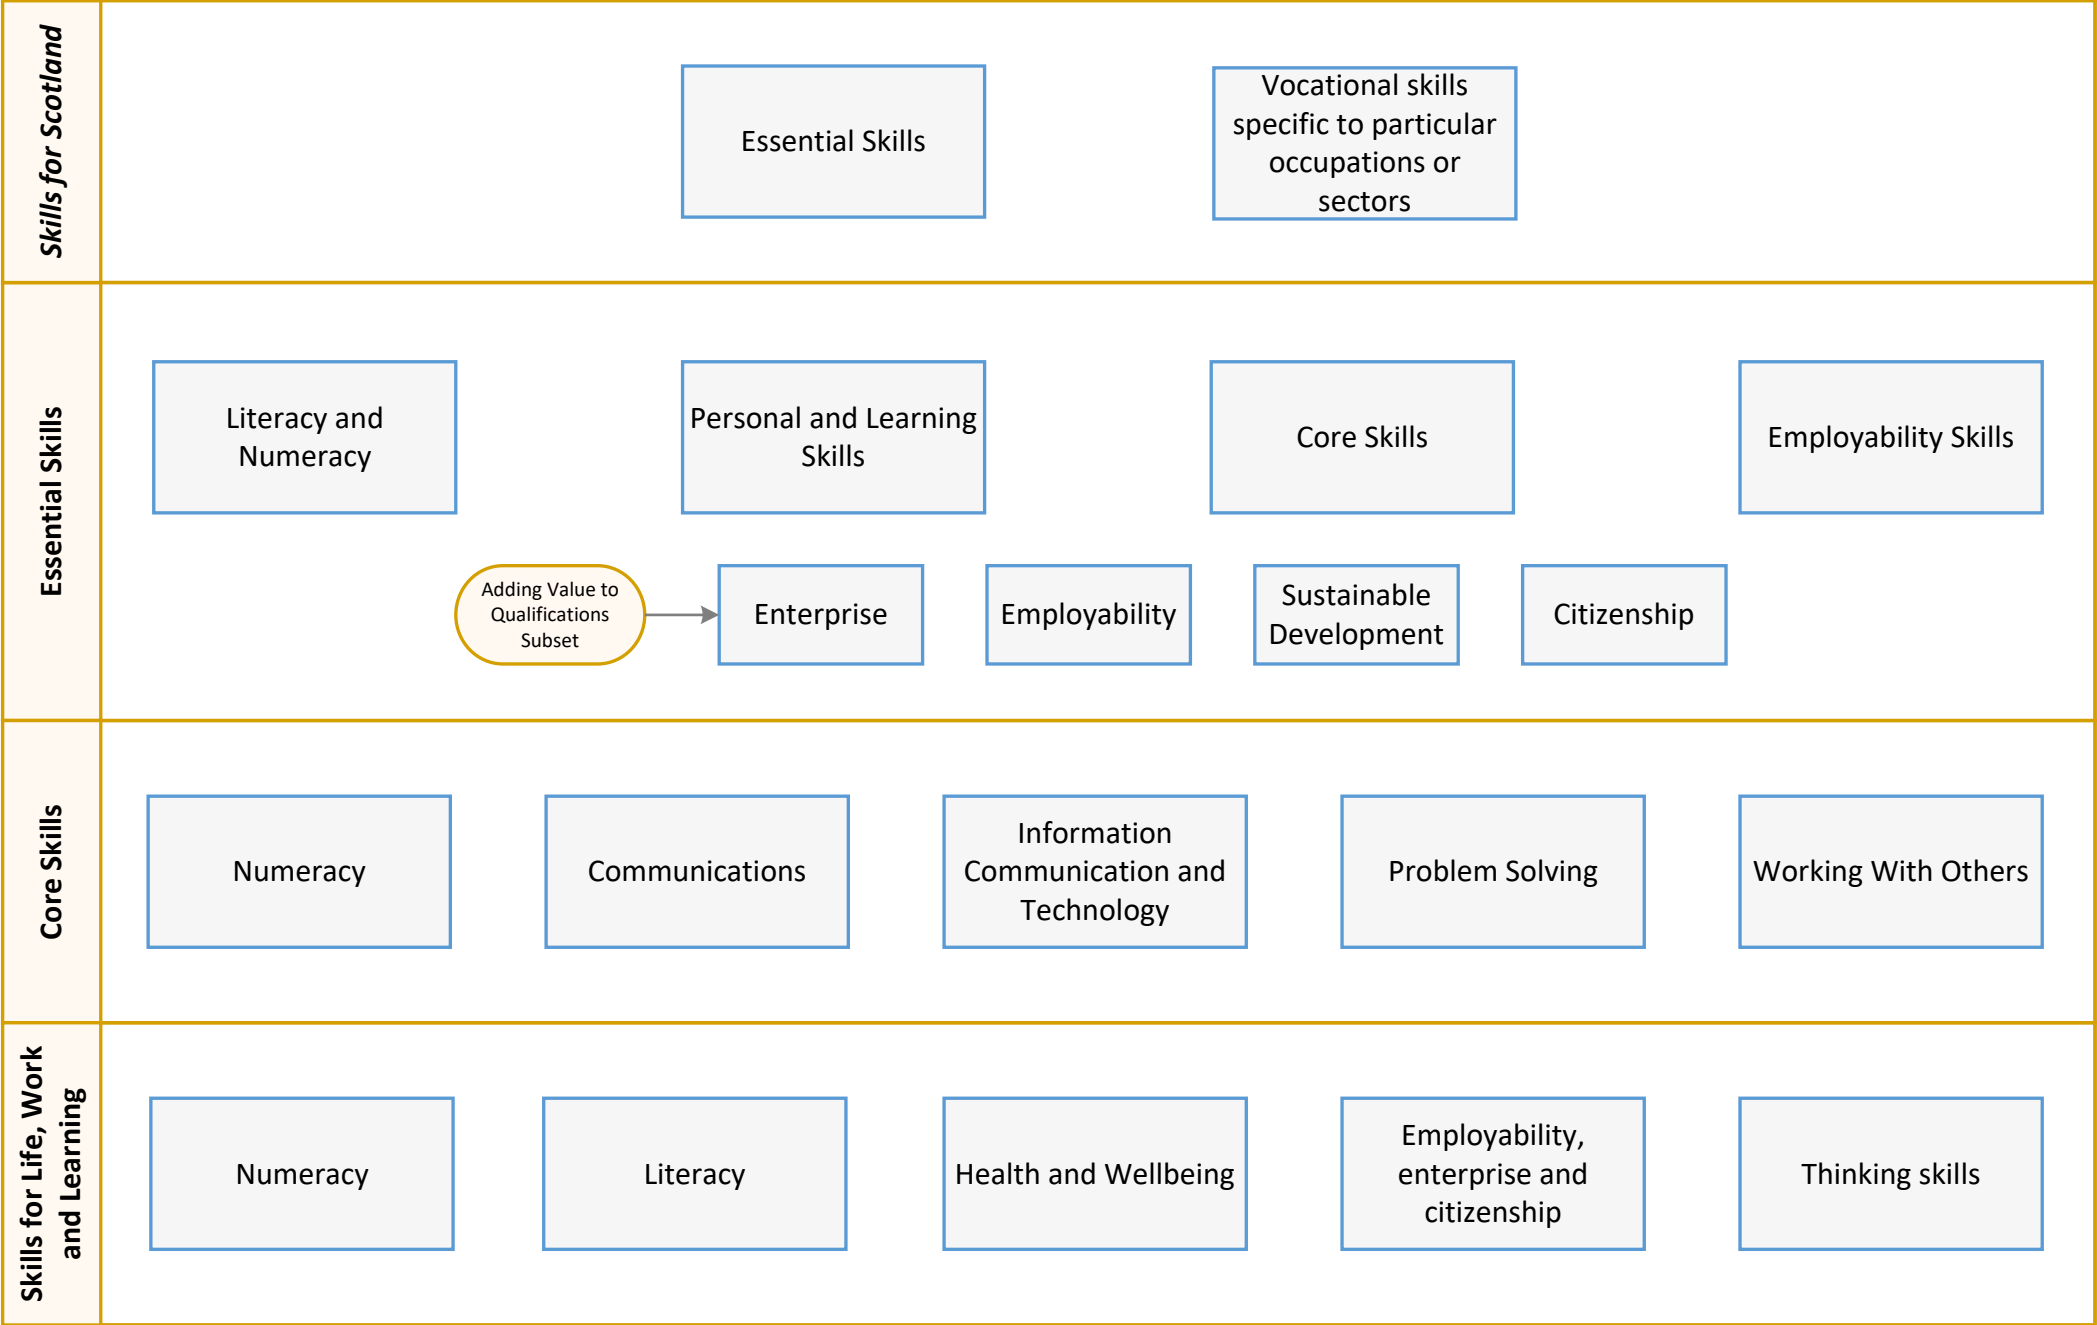 Skills for Scotland
Essential Skills
Vocational skills
specific to particular
occupations or
sectors
Essential Skills
Literacy and
Numeracy
Personal and Learning
Skills
Core Skills
Employability Skills
Adding Value to
Qualifications
Subset
Enterprise
Employability
Sustainable
Development
Citizenship
Core Skills
Numeracy
Communications
Information
Communication and
Technology
Problem Solving
Working With Others
Skills for Life, Work
and Learning
Numeracy
Literacy
Health and Wellbeing
Employability,
enterprise and
citizenship
Thinking skills